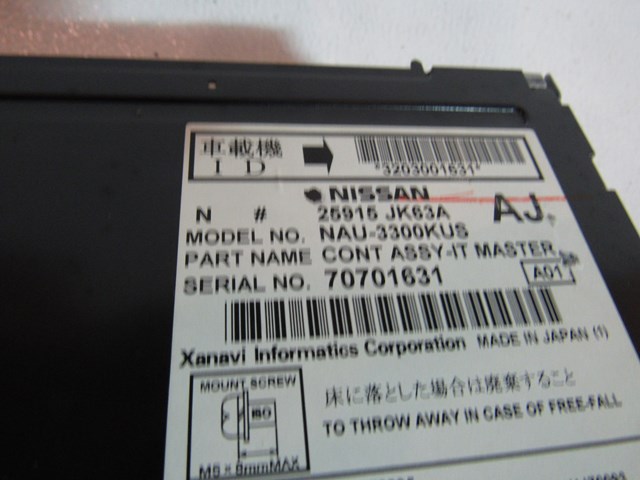 車載機
I D
*3203001631*
NISSAN
N # 25915 JK63A
AJ
MODEL NO. NAU-3300KUS
PART NAME CONT ASSY-IT MASTER
SERIAL NO. 70701631
A01
Xanavi Informatics Corporation MADE IN JAPAN (1)
MOUNT SCREW
ISO
M5 × 8mmMAX
床に落とした場合は廃棄すること
TO THROW AWAY IN CASE OF FREE-FALL